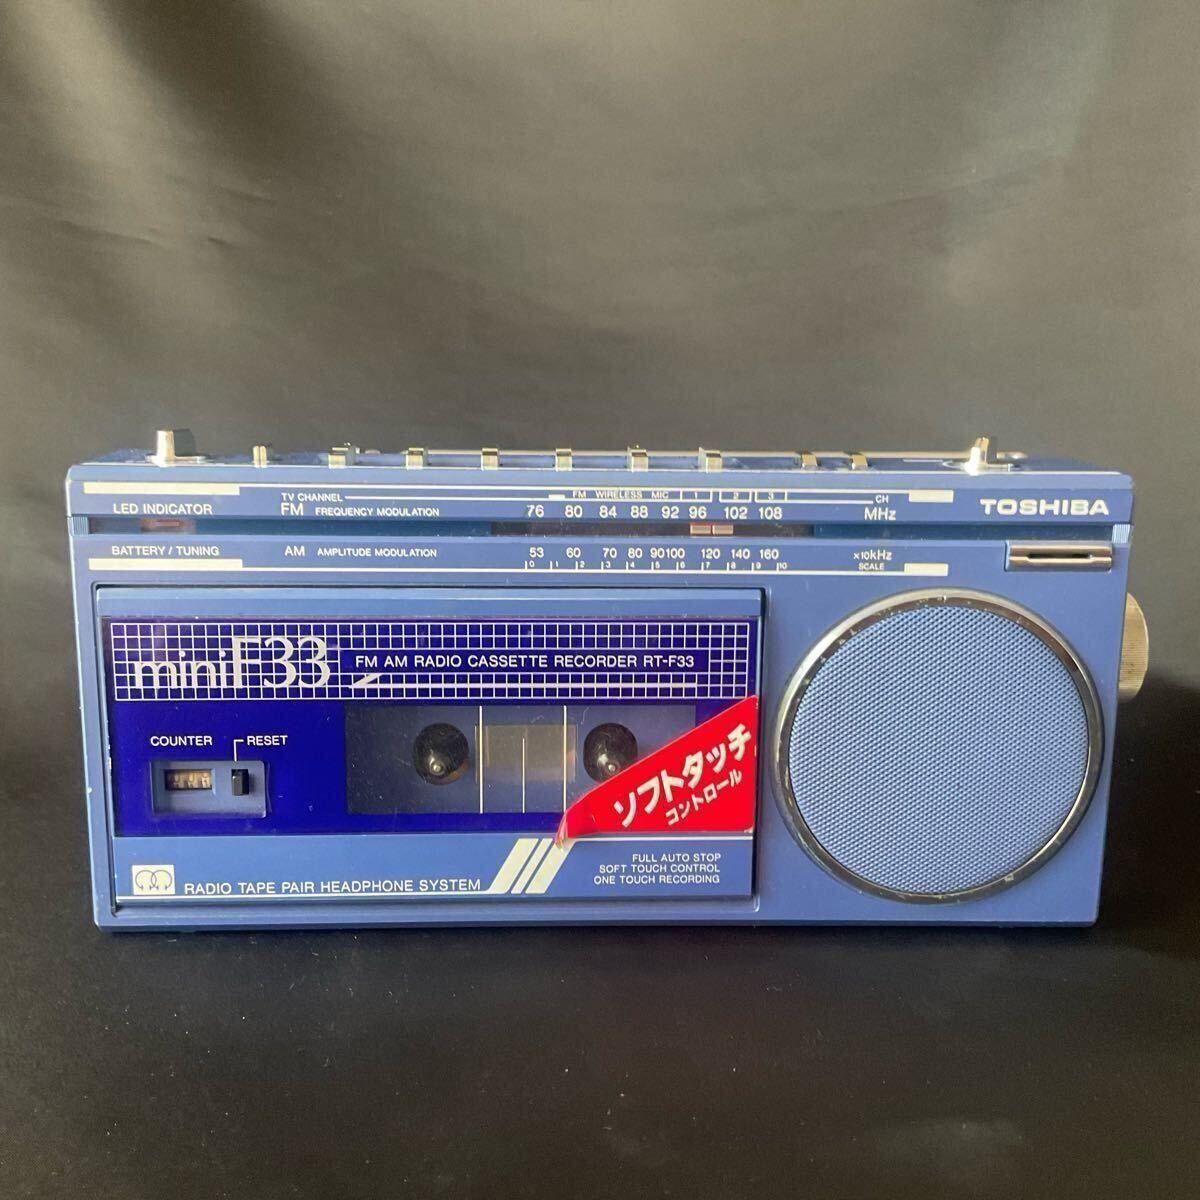 TV CHANNEL FM WIRELESS MIC 1 2 3 CH
LED INDICATOR FM FREQUENCY MODULATION 76 80 84 88 92 96 102 108 MHz
TOSHIBA
BATTERY / TUNING AM AMPLITUDE MODULATION 53 60 70 80 90 100 120 140 160 ×10kHz
0 1 2 3 4 5 6 7 8 9 10 SCALE
miniF33
FM AM RADIO CASSETTE RECORDER RT-F33
COUNTER RESET
ソフトタッチ
コントロール
FULL AUTO STOP
SOFT TOUCH CONTROL
ONE TOUCH RECORDING
RADIO TAPE PAIR HEADPHONE SYSTEM